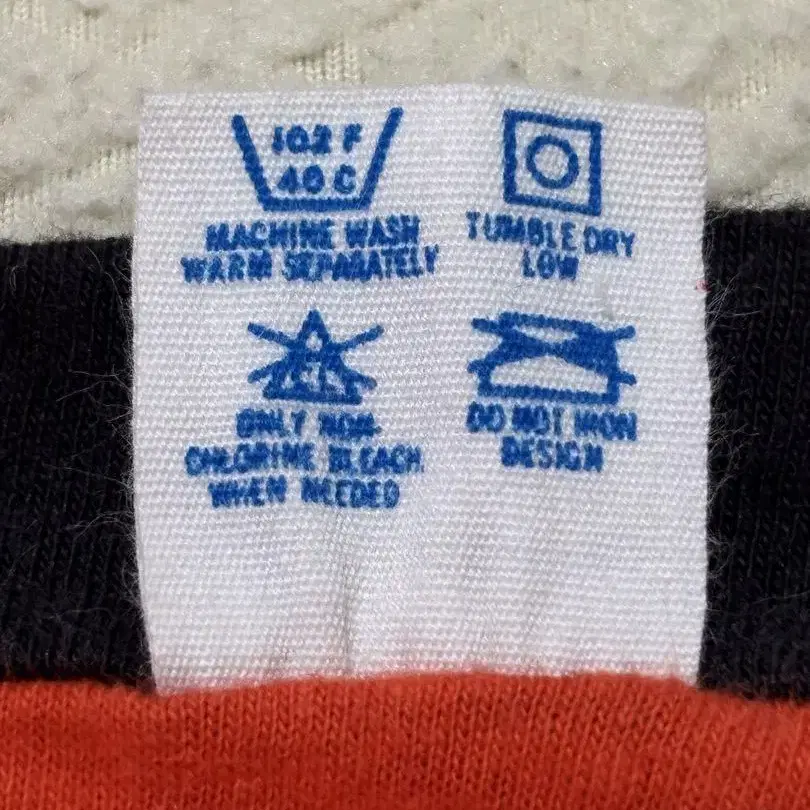 102 F
40 C
MACHINE WASH
WARM SEPARATELY
TUMBLE DRY
LOW
CL
ONLY NON-
CHLORINE BLEACH
WHEN NEEDED
DO NOT IRON
DESIGN